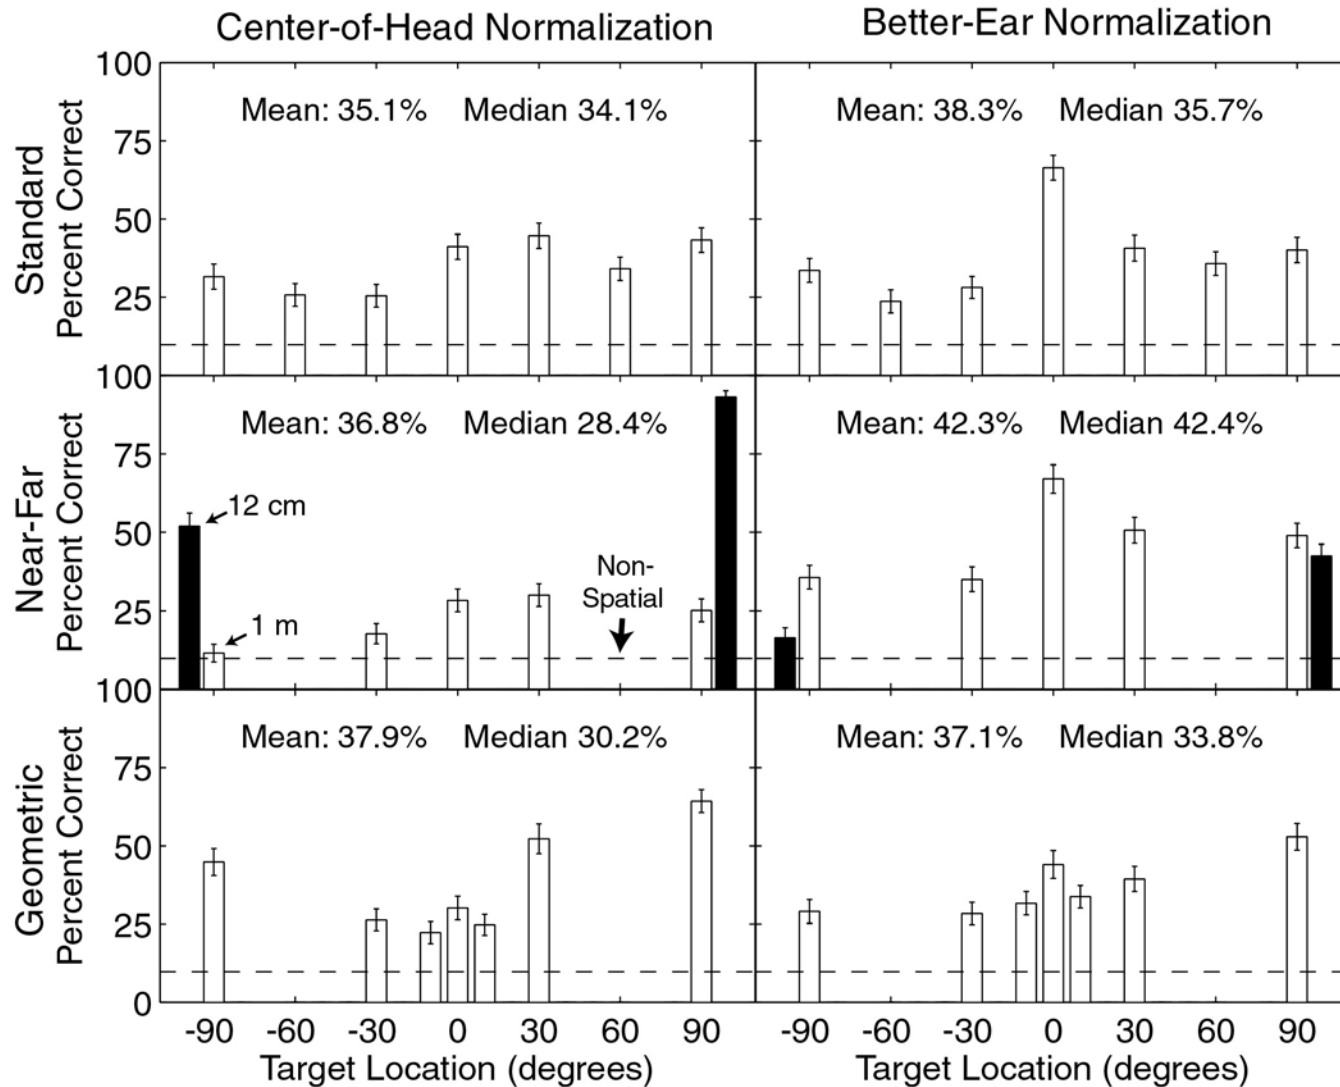 Center-of-Head Normalization
Better-Ear Normalization
Standard
Percent Correct
100
75
50
25
Mean: 35.1% Median 34.1%
Mean: 38.3% Median 35.7%
Near-Far
Percent Correct
100
75
50
25
Mean: 36.8% Median 28.4%
12 cm
1 m
Non-
Spatial
Mean: 42.3% Median 42.4%
Geometric
Percent Correct
100
75
50
25
0
Mean: 37.9% Median 30.2%
Mean: 37.1% Median 33.8%
-90 -60 -30 0 30 60 90
-90 -60 -30 0 30 60 90
Target Location (degrees)
Target Location (degrees)